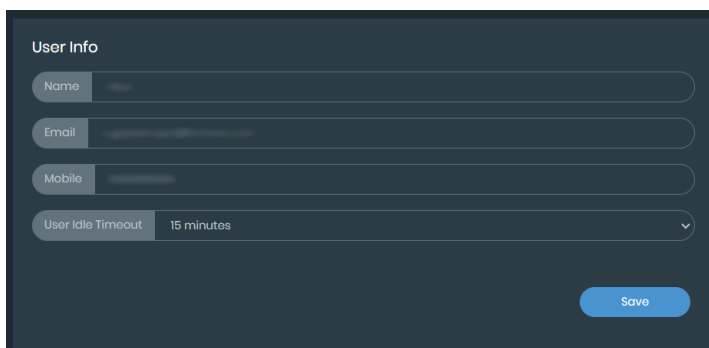 User Info
Name
Email
Mobile
User Idle Timeout 15 minutes
Save